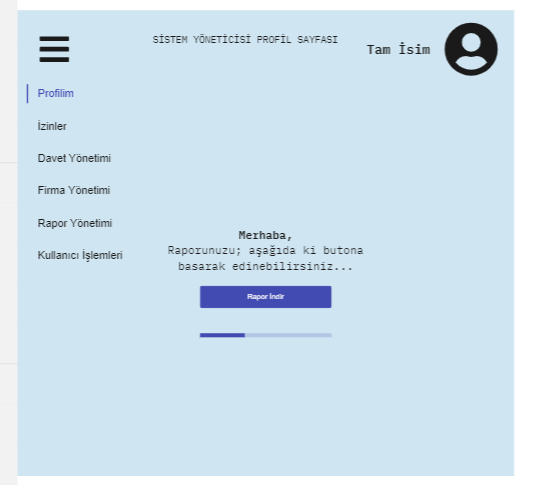 SİSTEM YÖNETİCİSİ PROFİL SAYFASI
Tam İsim
Profilim
İzinler
Davet Yönetimi
Firma Yönetimi
Rapor Yönetimi
Kullanıcı İşlemleri
Merhaba,
Raporunuzu; aşağıda ki butona
basarak edinebilirsiniz...
Rapor İndir